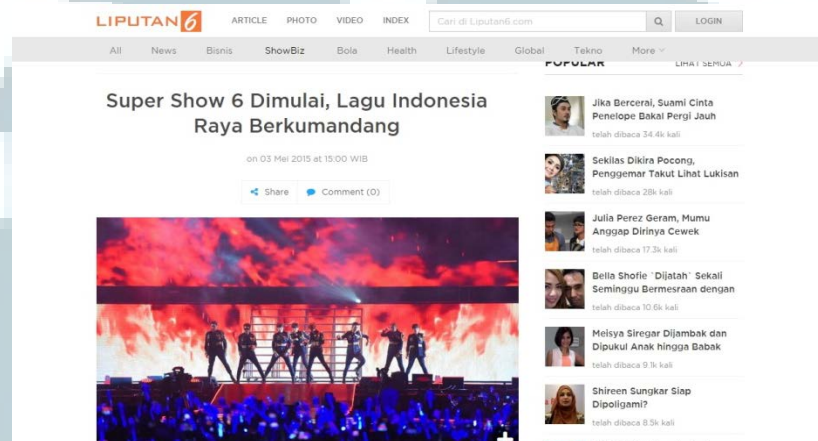 LIPUTAN 6
ARTICLE PHOTO VIDEO INDEX
Cari di Liputan6.com
LOGIN
All News Bisnis ShowBiz Bola Health Lifestyle Global Tekno More
POPULAR LIHAT SEMUA
Super Show 6 Dimulai, Lagu Indonesia
Raya Berkumandang
on 03 Mei 2015 at 15:00 WIB
Share Comment (0)
Jika Bercerai, Suami Cinta
Penelope Bakal Pergi Jauh
telah dibaca 34.4k kali
Sekilas Dikira Pocong,
Penggemar Takut Lihat Lukisan
telah dibaca 28k kali
Julia Perez Geram, Mumu
Anggap Dirinya Cewek
telah dibaca 17.3k kali
Bella Shofie `Dijatah` Sekali
Seminggu Bermesraan dengan
telah dibaca 10.6k kali
Meisya Siregar Dijambak dan
Dipukul Anak hingga Babak
telah dibaca 9.1k kali
Shireen Sungkar Siap
Dipoligami?
telah dibaca 8.5k kali